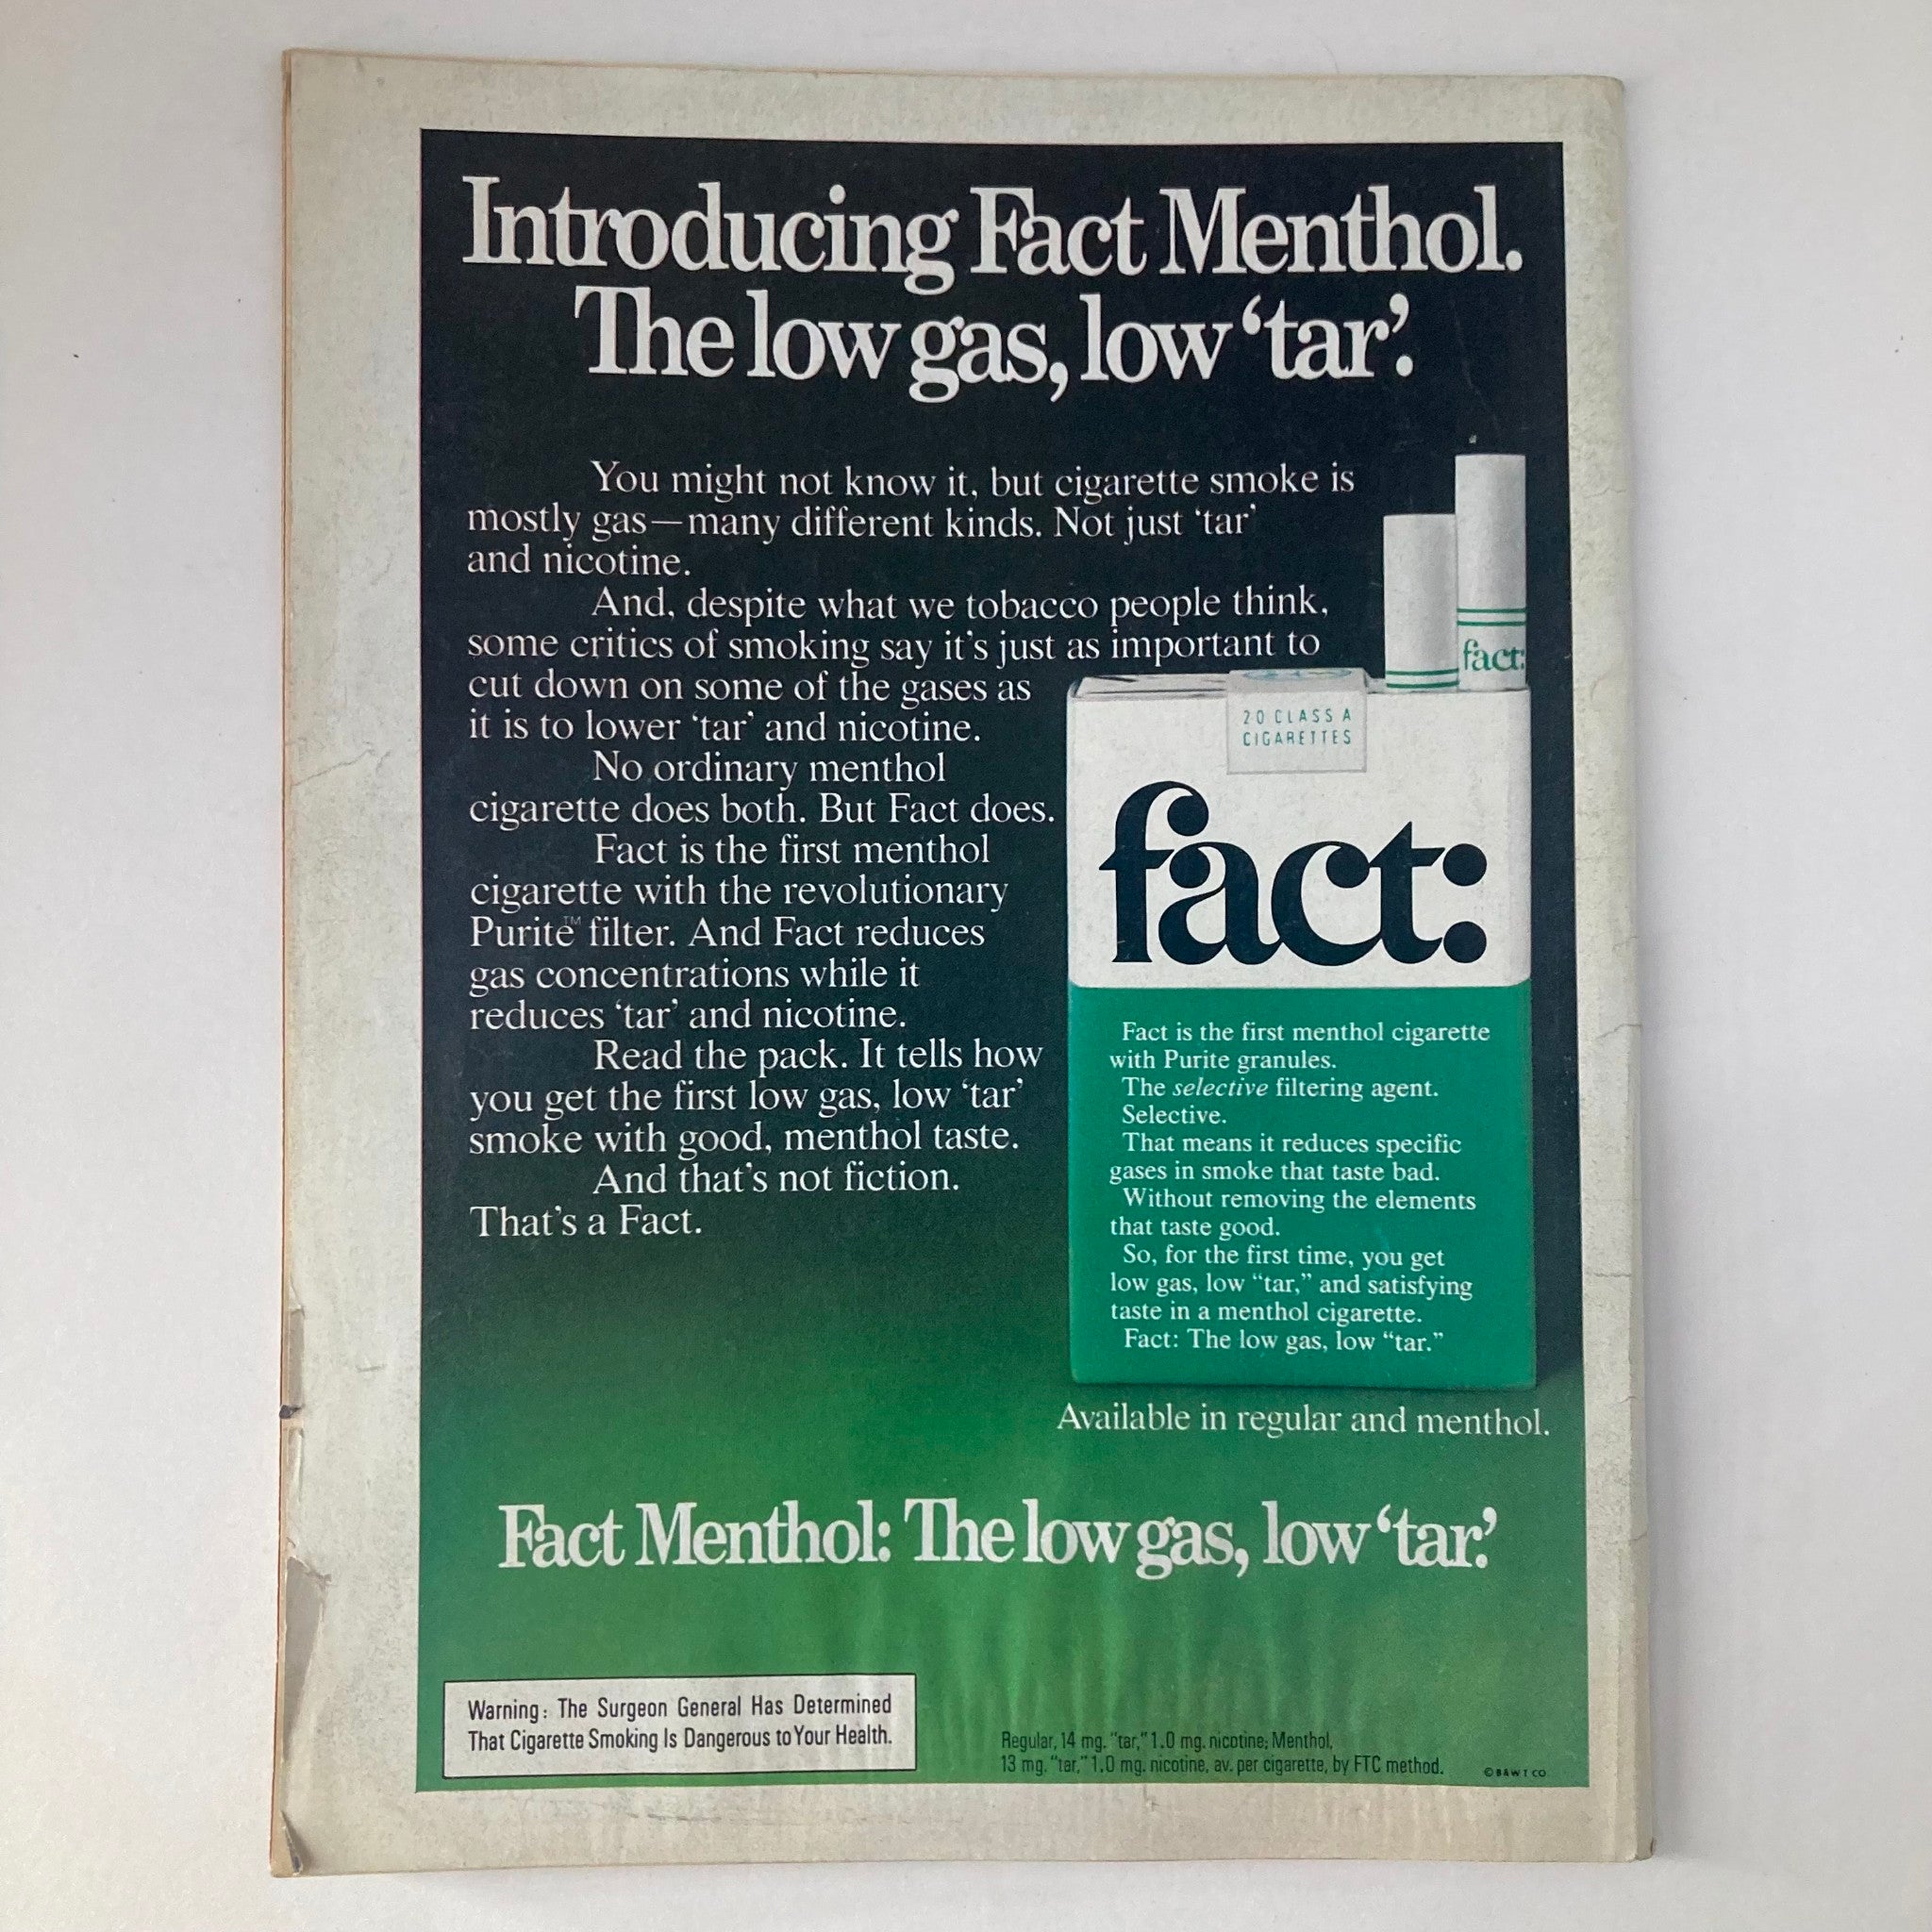 Introducing Fact Menthol.
The low gas, low ‘tar’.
You might not know it, but cigarette smoke is
mostly gas—many different kinds. Not just ‘tar’
and nicotine.
And, despite what we tobacco people think,
some critics of smoking say it's just as important to
cut down on some of the gases as
it is to lower ‘tar’ and nicotine.
No ordinary menthol
cigarette does both. But Fact does.
Fact is the first menthol
cigarette with the revolutionary
Purite™ filter. And Fact reduces
gas concentrations while it
reduces ‘tar’ and nicotine.
Read the pack. It tells how
you get the first low gas, low ‘tar’
smoke with good, menthol taste.
And that's not fiction.
That's a Fact.
fact:
20 CLASS A
CIGARETTES
fact:
Fact is the first menthol cigarette
with Purite granules.
The selective filtering agent.
Selective.
That means it reduces specific
gases in smoke that taste bad.
Without removing the elements
that taste good.
So, for the first time, you get
low gas, low “tar,” and satisfying
taste in a menthol cigarette.
Fact: The low gas, low “tar.”
Available in regular and menthol.
Fact Menthol: The low gas, low ‘tar’.
Warning: The Surgeon General Has Determined
That Cigarette Smoking Is Dangerous to Your Health.
Regular, 14 mg. "tar," 1.0 mg. nicotine; Menthol,
13 mg. "tar," 1.0 mg. nicotine, av. per cigarette, by FTC method.
© B&W T CO.